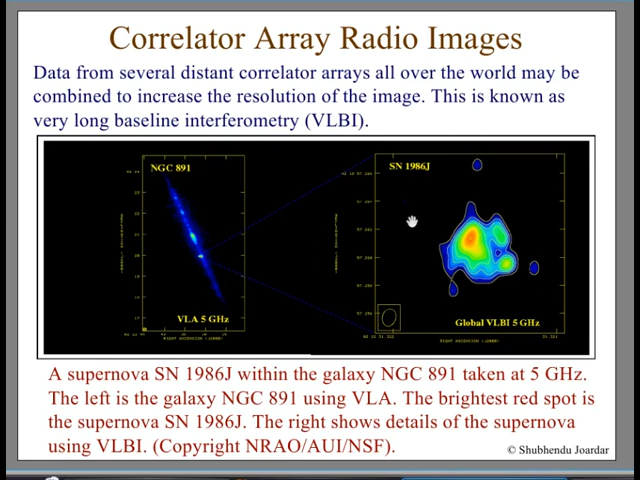 Correlator Array Radio Images
Data from several distant correlator arrays all over the world may be
combined to increase the resolution of the image. This is known as
very long baseline interferometry (VLBI).
NGC 891
SN 1986J
VLA 5 GHz
Global VLBI 5 GHz
A supernova SN 1986J within the galaxy NGC 891 taken at 5 GHz.
The left is the galaxy NGC 891 using VLA. The brightest red spot is
the supernova SN 1986J. The right shows details of the supernova
using VLBI. (Copyright NRAO/AUI/NSF).
© Shubhendu Joardar